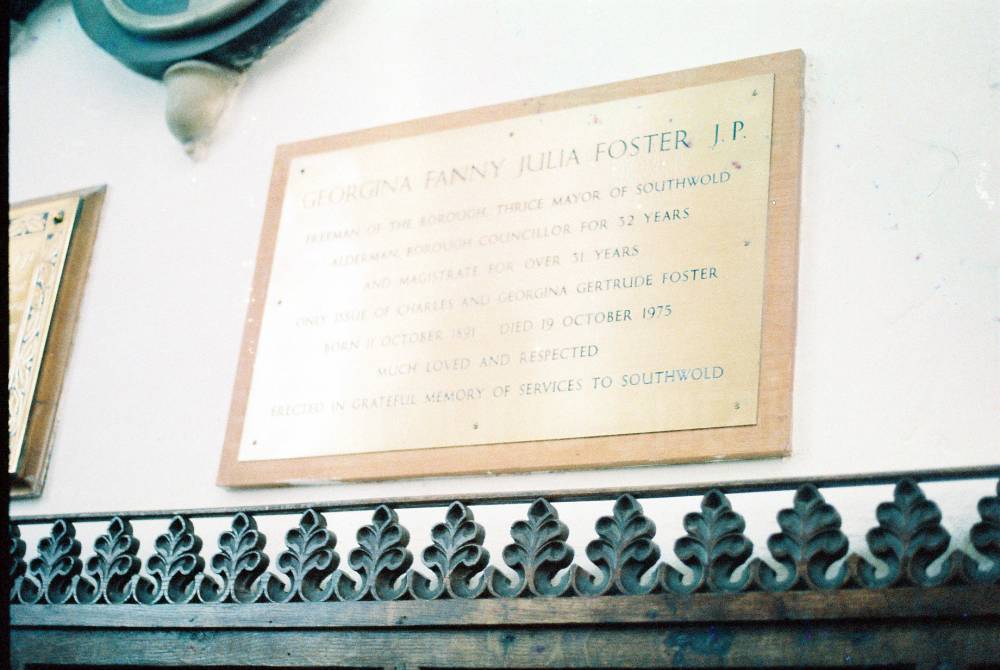 GEORGINA FANNY JULIA FOSTER J.P.
FREEMAN OF THE BOROUGH, THRICE MAYOR OF SOUTHWOLD
ALDERMAN, BOROUGH COUNCILLOR FOR 32 YEARS
AND MAGISTRATE FOR OVER 31 YEARS
ONLY ISSUE OF CHARLES AND GEORGINA GERTRUDE FOSTER
BORN 11 OCTOBER 1891 DIED 19 OCTOBER 1975
MUCH LOVED AND RESPECTED
ERECTED IN GRATEFUL MEMORY OF SERVICES TO SOUTHWOLD